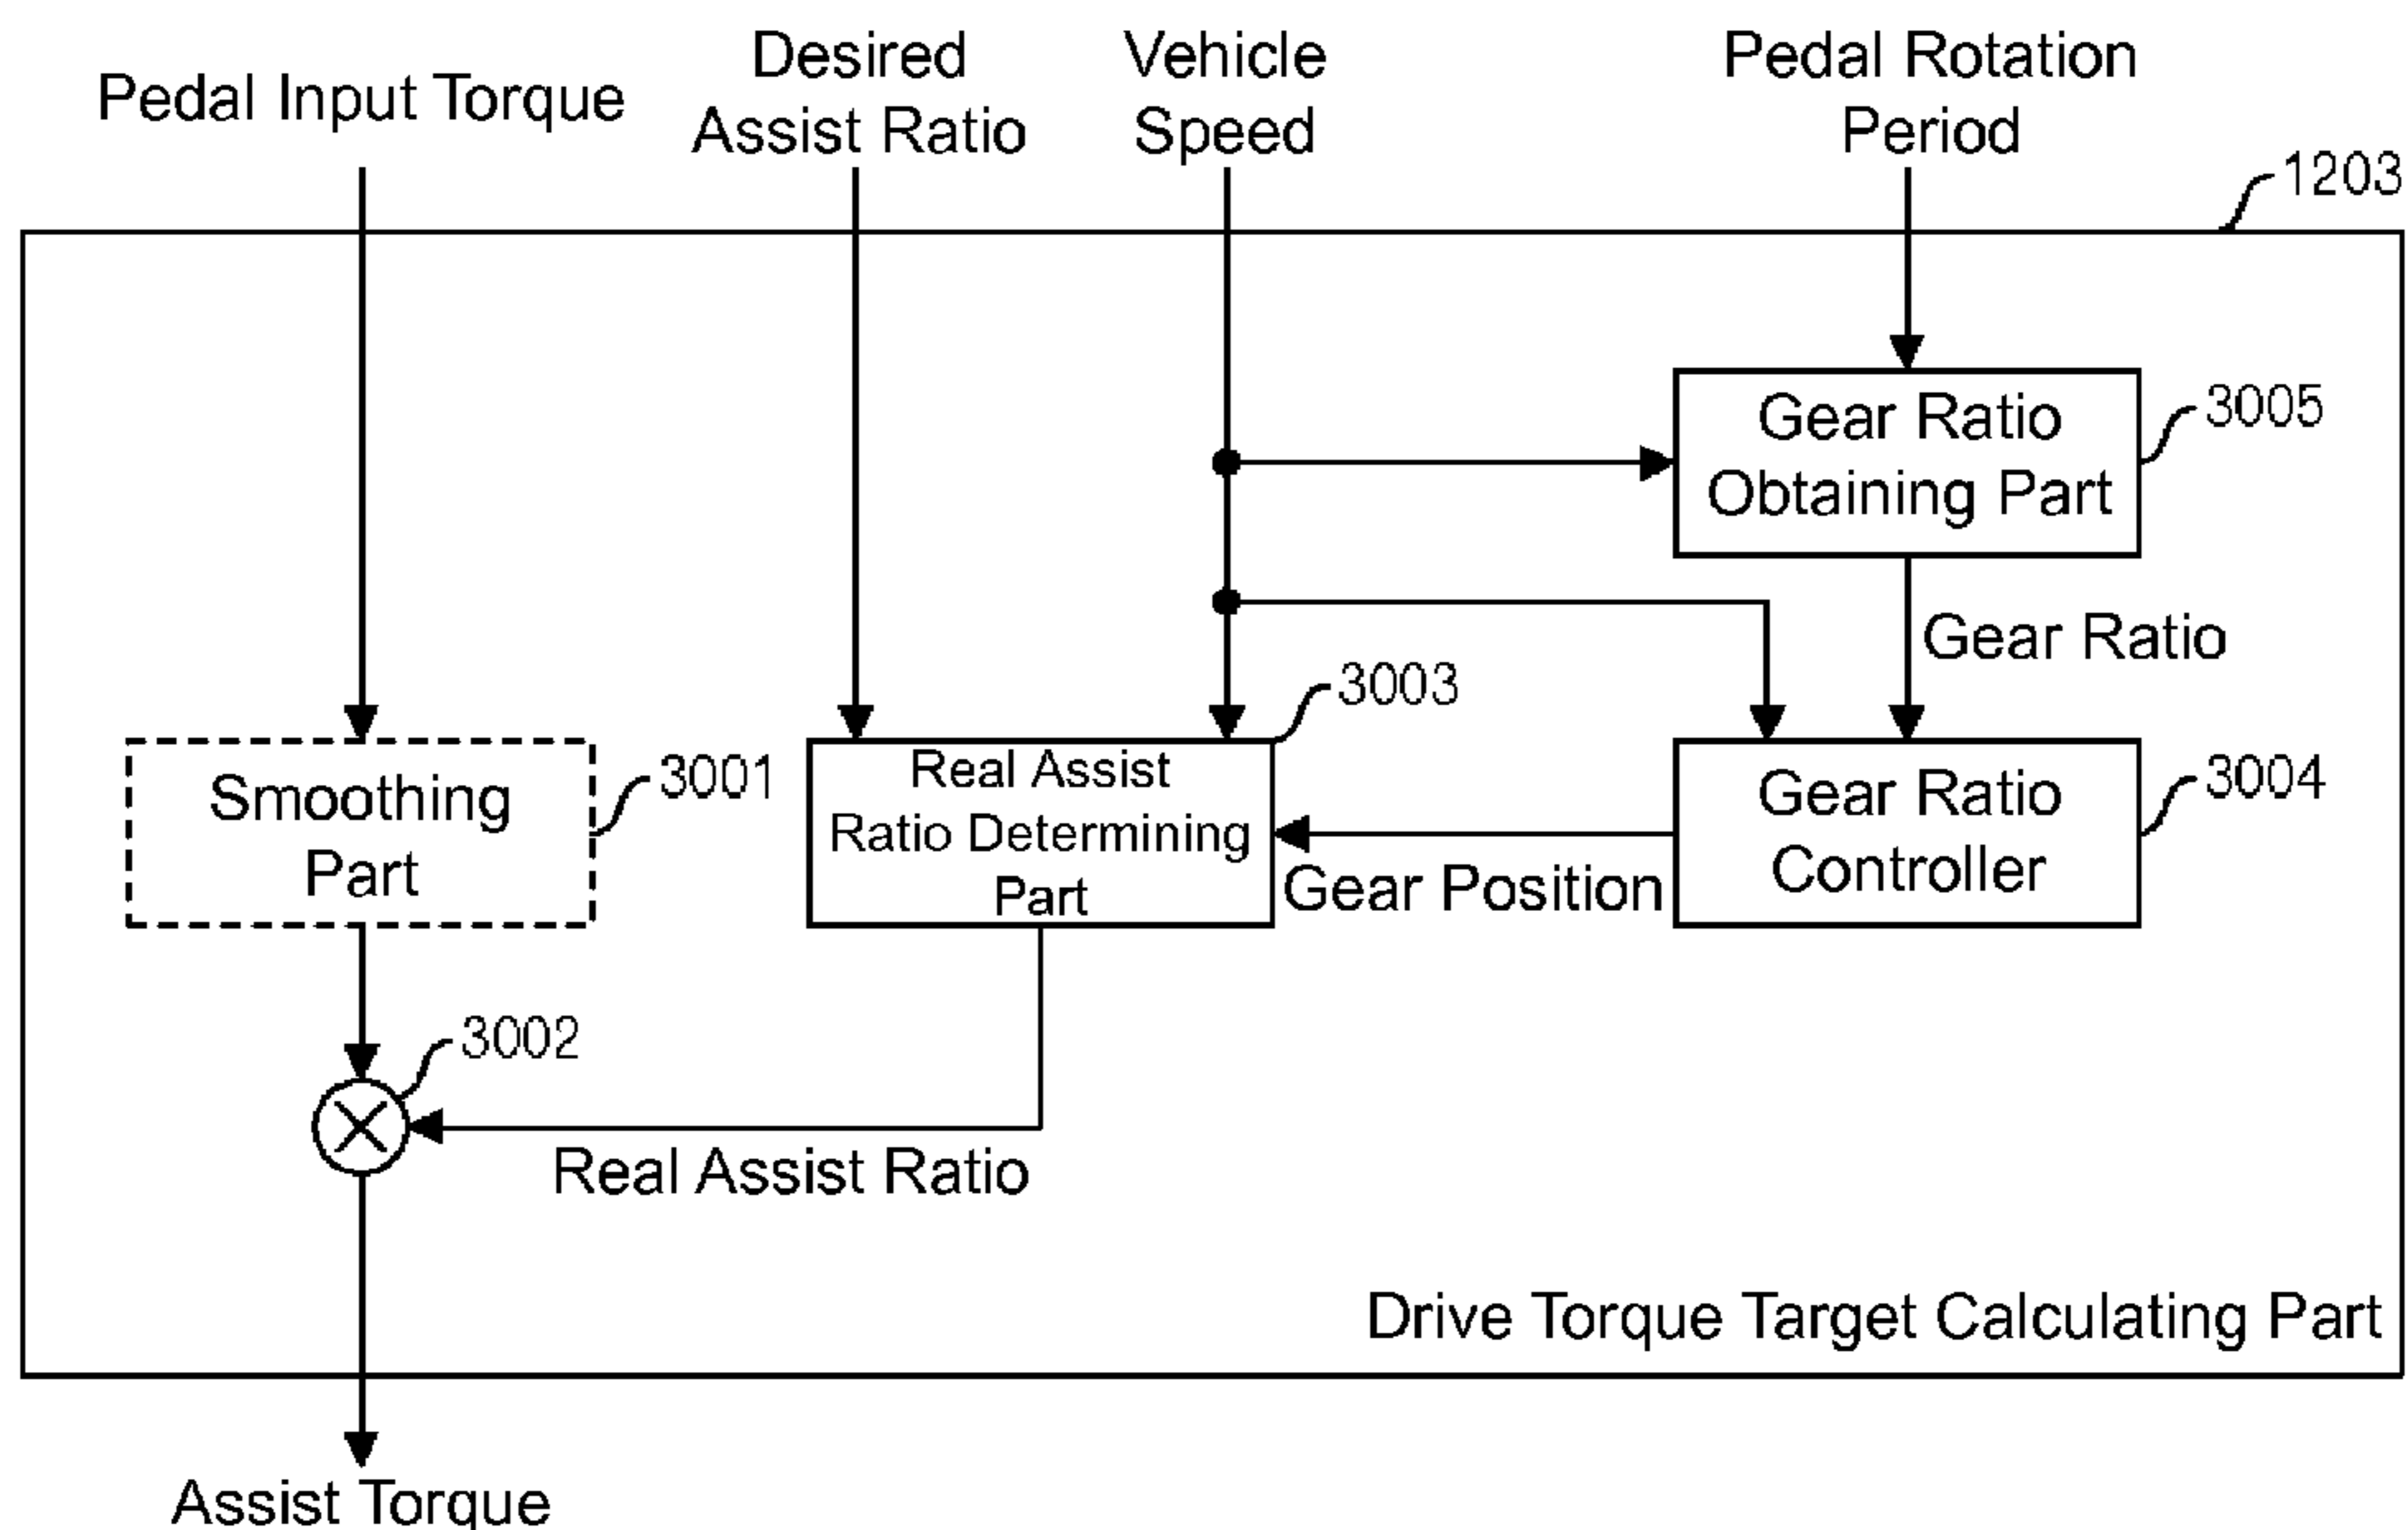 Pedal Input Torque
Desired
Assist Ratio
Vehicle
Speed
Pedal Rotation
Period
1203
Gear Ratio
Obtaining Part
3005
Gear Ratio
3003
Smoothing
Part
3001
Real Assist
Ratio Determining
Part
Gear Position
Gear Ratio
Controller
3004
3002
Real Assist Ratio
Drive Torque Target Calculating Part
Assist Torque